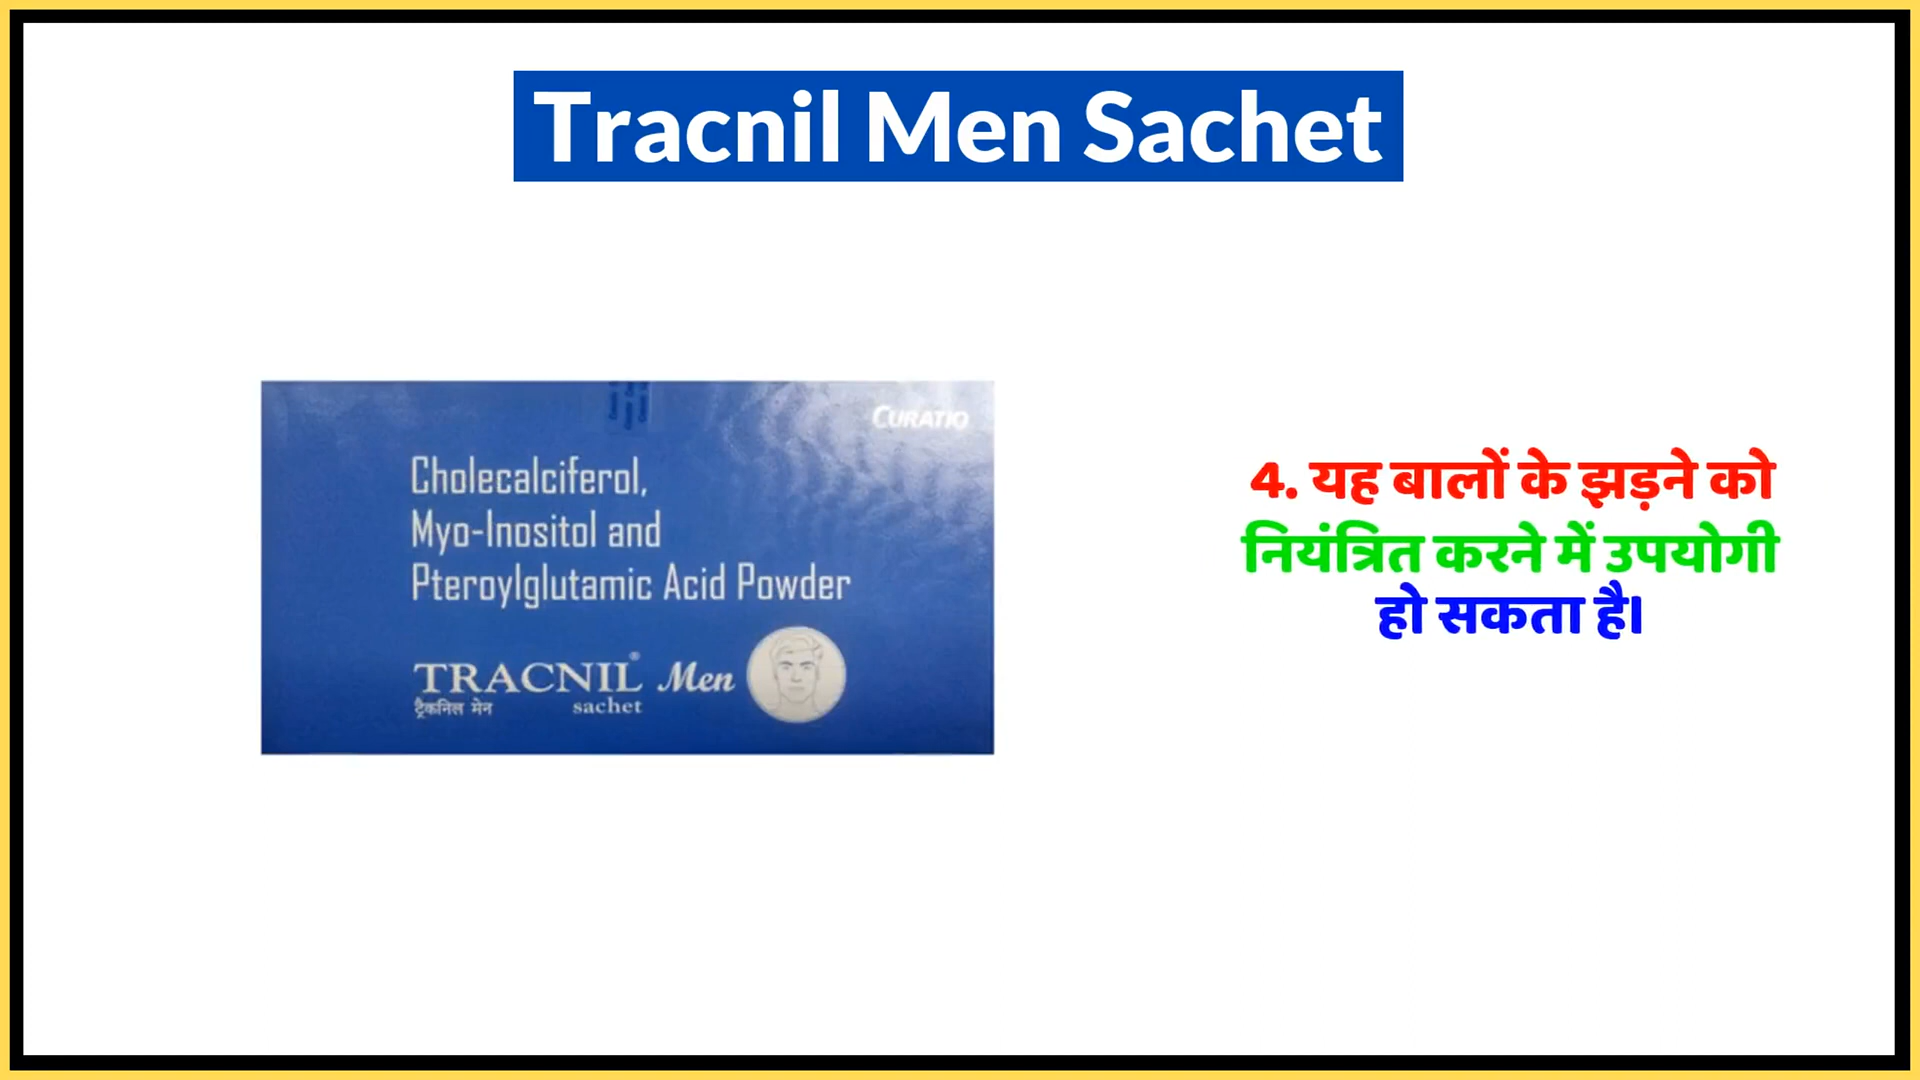 Tracnil Men Sachet
CURATIO
Cholecalciferol,
Myo-Inositol and
Pteroylglutamic Acid Powder
TRACNIL® Men
ट्रैकनिल मेन sachet
4. यह बालों के झड़ने को
नियंत्रित करने में उपयोगी
हो सकता है।